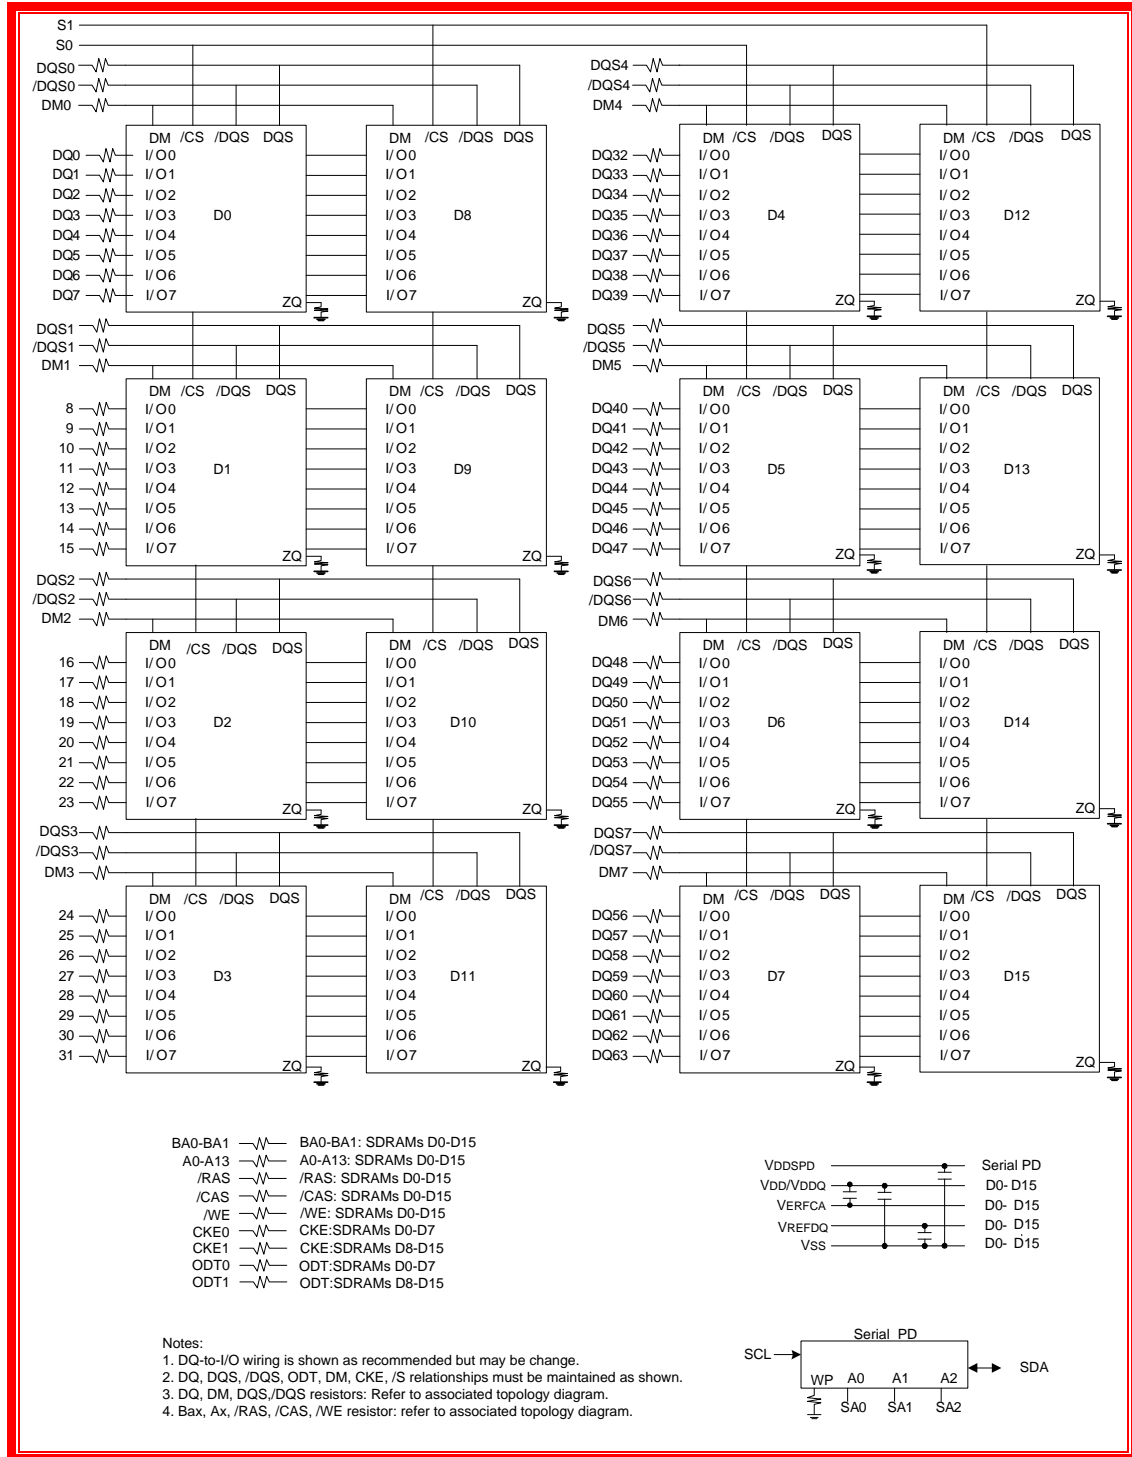 S1
S0
DQS0
/DQS0
DM0
DQS4
/DQS4
DM4
DM /CS /DQS DQS
DM /CS /DQS DQS
DM /CS /DQS DQS
DM /CS /DQS DQS
DQ0 I/O0 I/O0 DQ32 I/O0 I/O0
DQ1 I/O1 I/O1 DQ33 I/O1 I/O1
DQ2 I/O2 I/O2 DQ34 I/O2 I/O2
DQ3 I/O3 D0 I/O3 D8 DQ35 I/O3 D4 I/O3 D12
DQ4 I/O4 I/O4 DQ36 I/O4 I/O4
DQ5 I/O5 I/O5 DQ37 I/O5 I/O5
DQ6 I/O6 I/O6 DQ38 I/O6 I/O6
DQ7 I/O7 ZQ I/O7 ZQ DQ39 I/O7 ZQ I/O7 ZQ
DQS1
/DQS1
DM1
DQS5
/DQS5
DM5
DM /CS /DQS DQS
DM /CS /DQS DQS
DM /CS /DQS DQS
DM /CS /DQS DQS
8 I/O0 I/O0 DQ40 I/O0 I/O0
9 I/O1 I/O1 DQ41 I/O1 I/O1
10 I/O2 I/O2 DQ42 I/O2 I/O2
11 I/O3 D1 I/O3 D9 DQ43 I/O3 D5 I/O3 D13
12 I/O4 I/O4 DQ44 I/O4 I/O4
13 I/O5 I/O5 DQ45 I/O5 I/O5
14 I/O6 I/O6 DQ46 I/O6 I/O6
15 I/O7 ZQ I/O7 ZQ DQ47 I/O7 ZQ I/O7 ZQ
DQS2
/DQS2
DM2
DQS6
/DQS6
DM6
DM /CS /DQS DQS
DM /CS /DQS DQS
DM /CS /DQS DQS
DM /CS /DQS DQS
16 I/O0 I/O0 DQ48 I/O0 I/O0
17 I/O1 I/O1 DQ49 I/O1 I/O1
18 I/O2 I/O2 DQ50 I/O2 I/O2
19 I/O3 D2 I/O3 D10 DQ51 I/O3 D6 I/O3 D14
20 I/O4 I/O4 DQ52 I/O4 I/O4
21 I/O5 I/O5 DQ53 I/O5 I/O5
22 I/O6 I/O6 DQ54 I/O6 I/O6
23 I/O7 ZQ I/O7 ZQ DQ55 I/O7 ZQ I/O7 ZQ
DQS3
/DQS3
DM3
DQS7
/DQS7
DM7
DM /CS /DQS DQS
DM /CS /DQS DQS
DM /CS /DQS DQS
DM /CS /DQS DQS
24 I/O0 I/O0 DQ56 I/O0 I/O0
25 I/O1 I/O1 DQ57 I/O1 I/O1
26 I/O2 I/O2 DQ58 I/O2 I/O2
27 I/O3 D3 I/O3 D11 DQ59 I/O3 D7 I/O3 D15
28 I/O4 I/O4 DQ60 I/O4 I/O4
29 I/O5 I/O5 DQ61 I/O5 I/O5
30 I/O6 I/O6 DQ62 I/O6 I/O6
31 I/O7 ZQ I/O7 ZQ DQ63 I/O7 ZQ I/O7 ZQ
BA0-BA1 BA0-BA1: SDRAMs D0-D15
A0-A13 A0-A13: SDRAMs D0-D15
/RAS /RAS: SDRAMs D0-D15
/CAS /CAS: SDRAMs D0-D15
/WE /WE: SDRAMs D0-D15
CKE0 CKE:SDRAMs D0-D7
CKE1 CKE:SDRAMs D8-D15
ODT0 ODT:SDRAMs D0-D7
ODT1 ODT:SDRAMs D8-D15
VDDSPD Serial PD
VDD/VDDQ D0- D15
VERFCA D0- D15
VREFDQ D0- D15
VSS D0- D15
Notes:
1. DQ-to-I/O wiring is shown as recommended but may be change.
2. DQ, DQS, /DQS, ODT, DM, CKE, /S relationships must be maintained as shown.
3. DQ, DM, DQS,/DQS resistors: Refer to associated topology diagram.
4. Bax, Ax, /RAS, /CAS, /WE resistor: refer to associated topology diagram.
Serial PD
SCL
SDA
WP A0 A1 A2
SA0 SA1 SA2